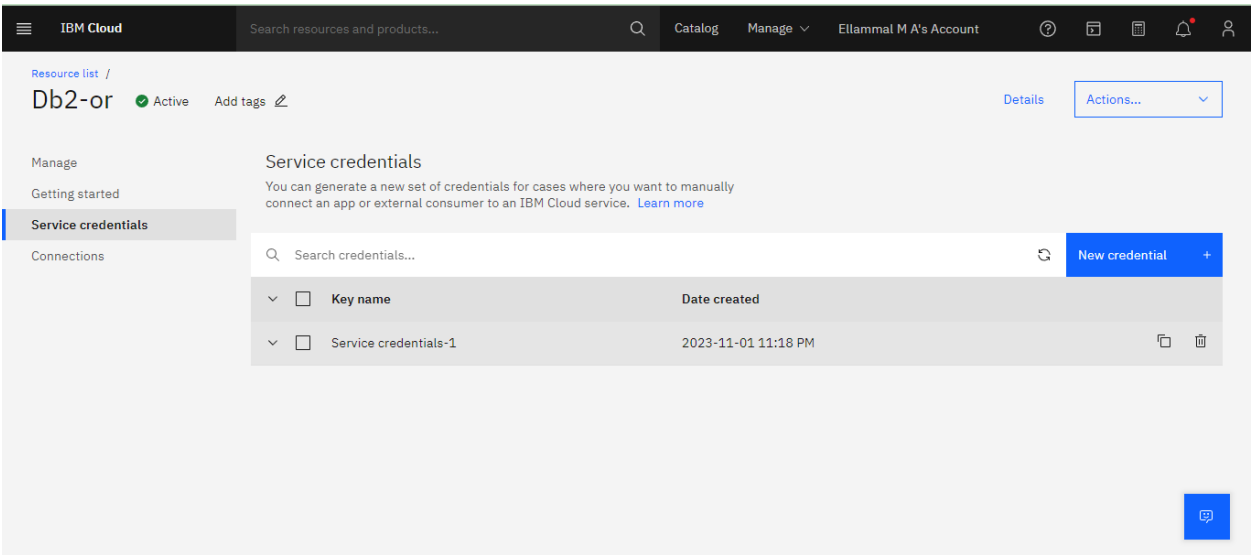 IBM Cloud
Search resources and products...
Catalog
Manage
Ellammal M A's Account
Resource list /
Db2-or
Active
Add tags
Details
Actions...
Manage
Getting started
Service credentials
Connections
Service credentials
You can generate a new set of credentials for cases where you want to manually
connect an app or external consumer to an IBM Cloud service. Learn more
Search credentials...
New credential +
Key name
Date created
Service credentials-1
2023-11-01 11:18 PM